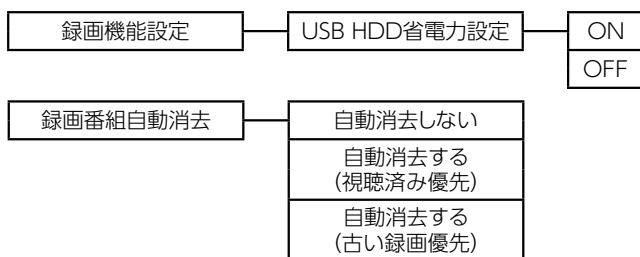 録画機能設定
USB HDD省電力設定
ON
OFF
録画番組自動消去
自動消去しない
自動消去する
(視聴済み優先)
自動消去する
(古い録画優先)